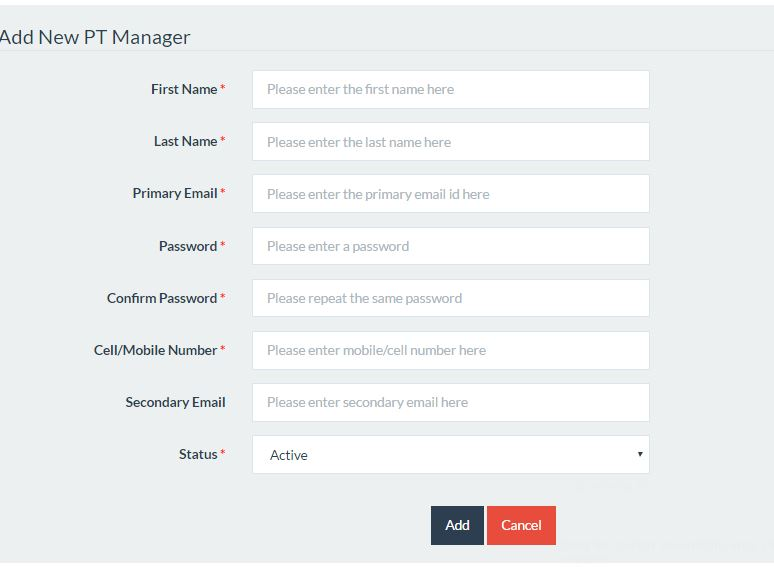 Add New PT Manager
First Name * Please enter the first name here
Last Name * Please enter the last name here
Primary Email * Please enter the primary email id here
Password * Please enter a password
Confirm Password * Please repeat the same password
Cell/Mobile Number * Please enter mobile/cell number here
Secondary Email Please enter secondary email here
Status * Active
Add Cancel